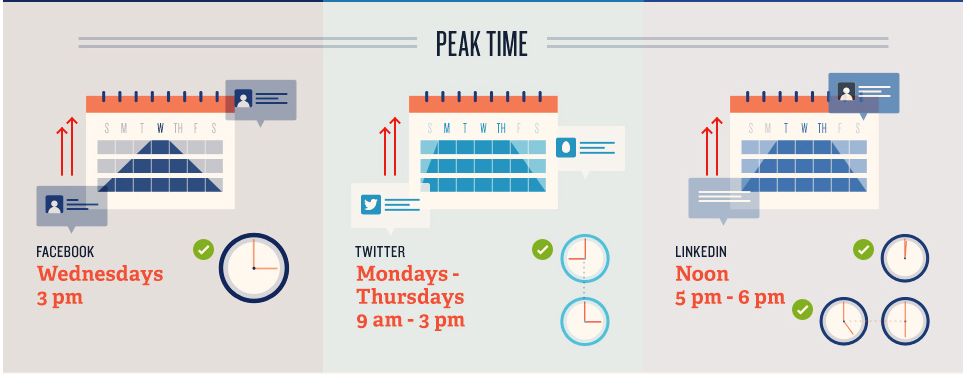 PEAK TIME
S M T W TH F S
FACEBOOK
Wednesdays
3 pm
S M T W TH F S
TWITTER
Mondays -
Thursdays
9 am - 3 pm
S M T W TH F S
LINKEDIN
Noon
5 pm - 6 pm